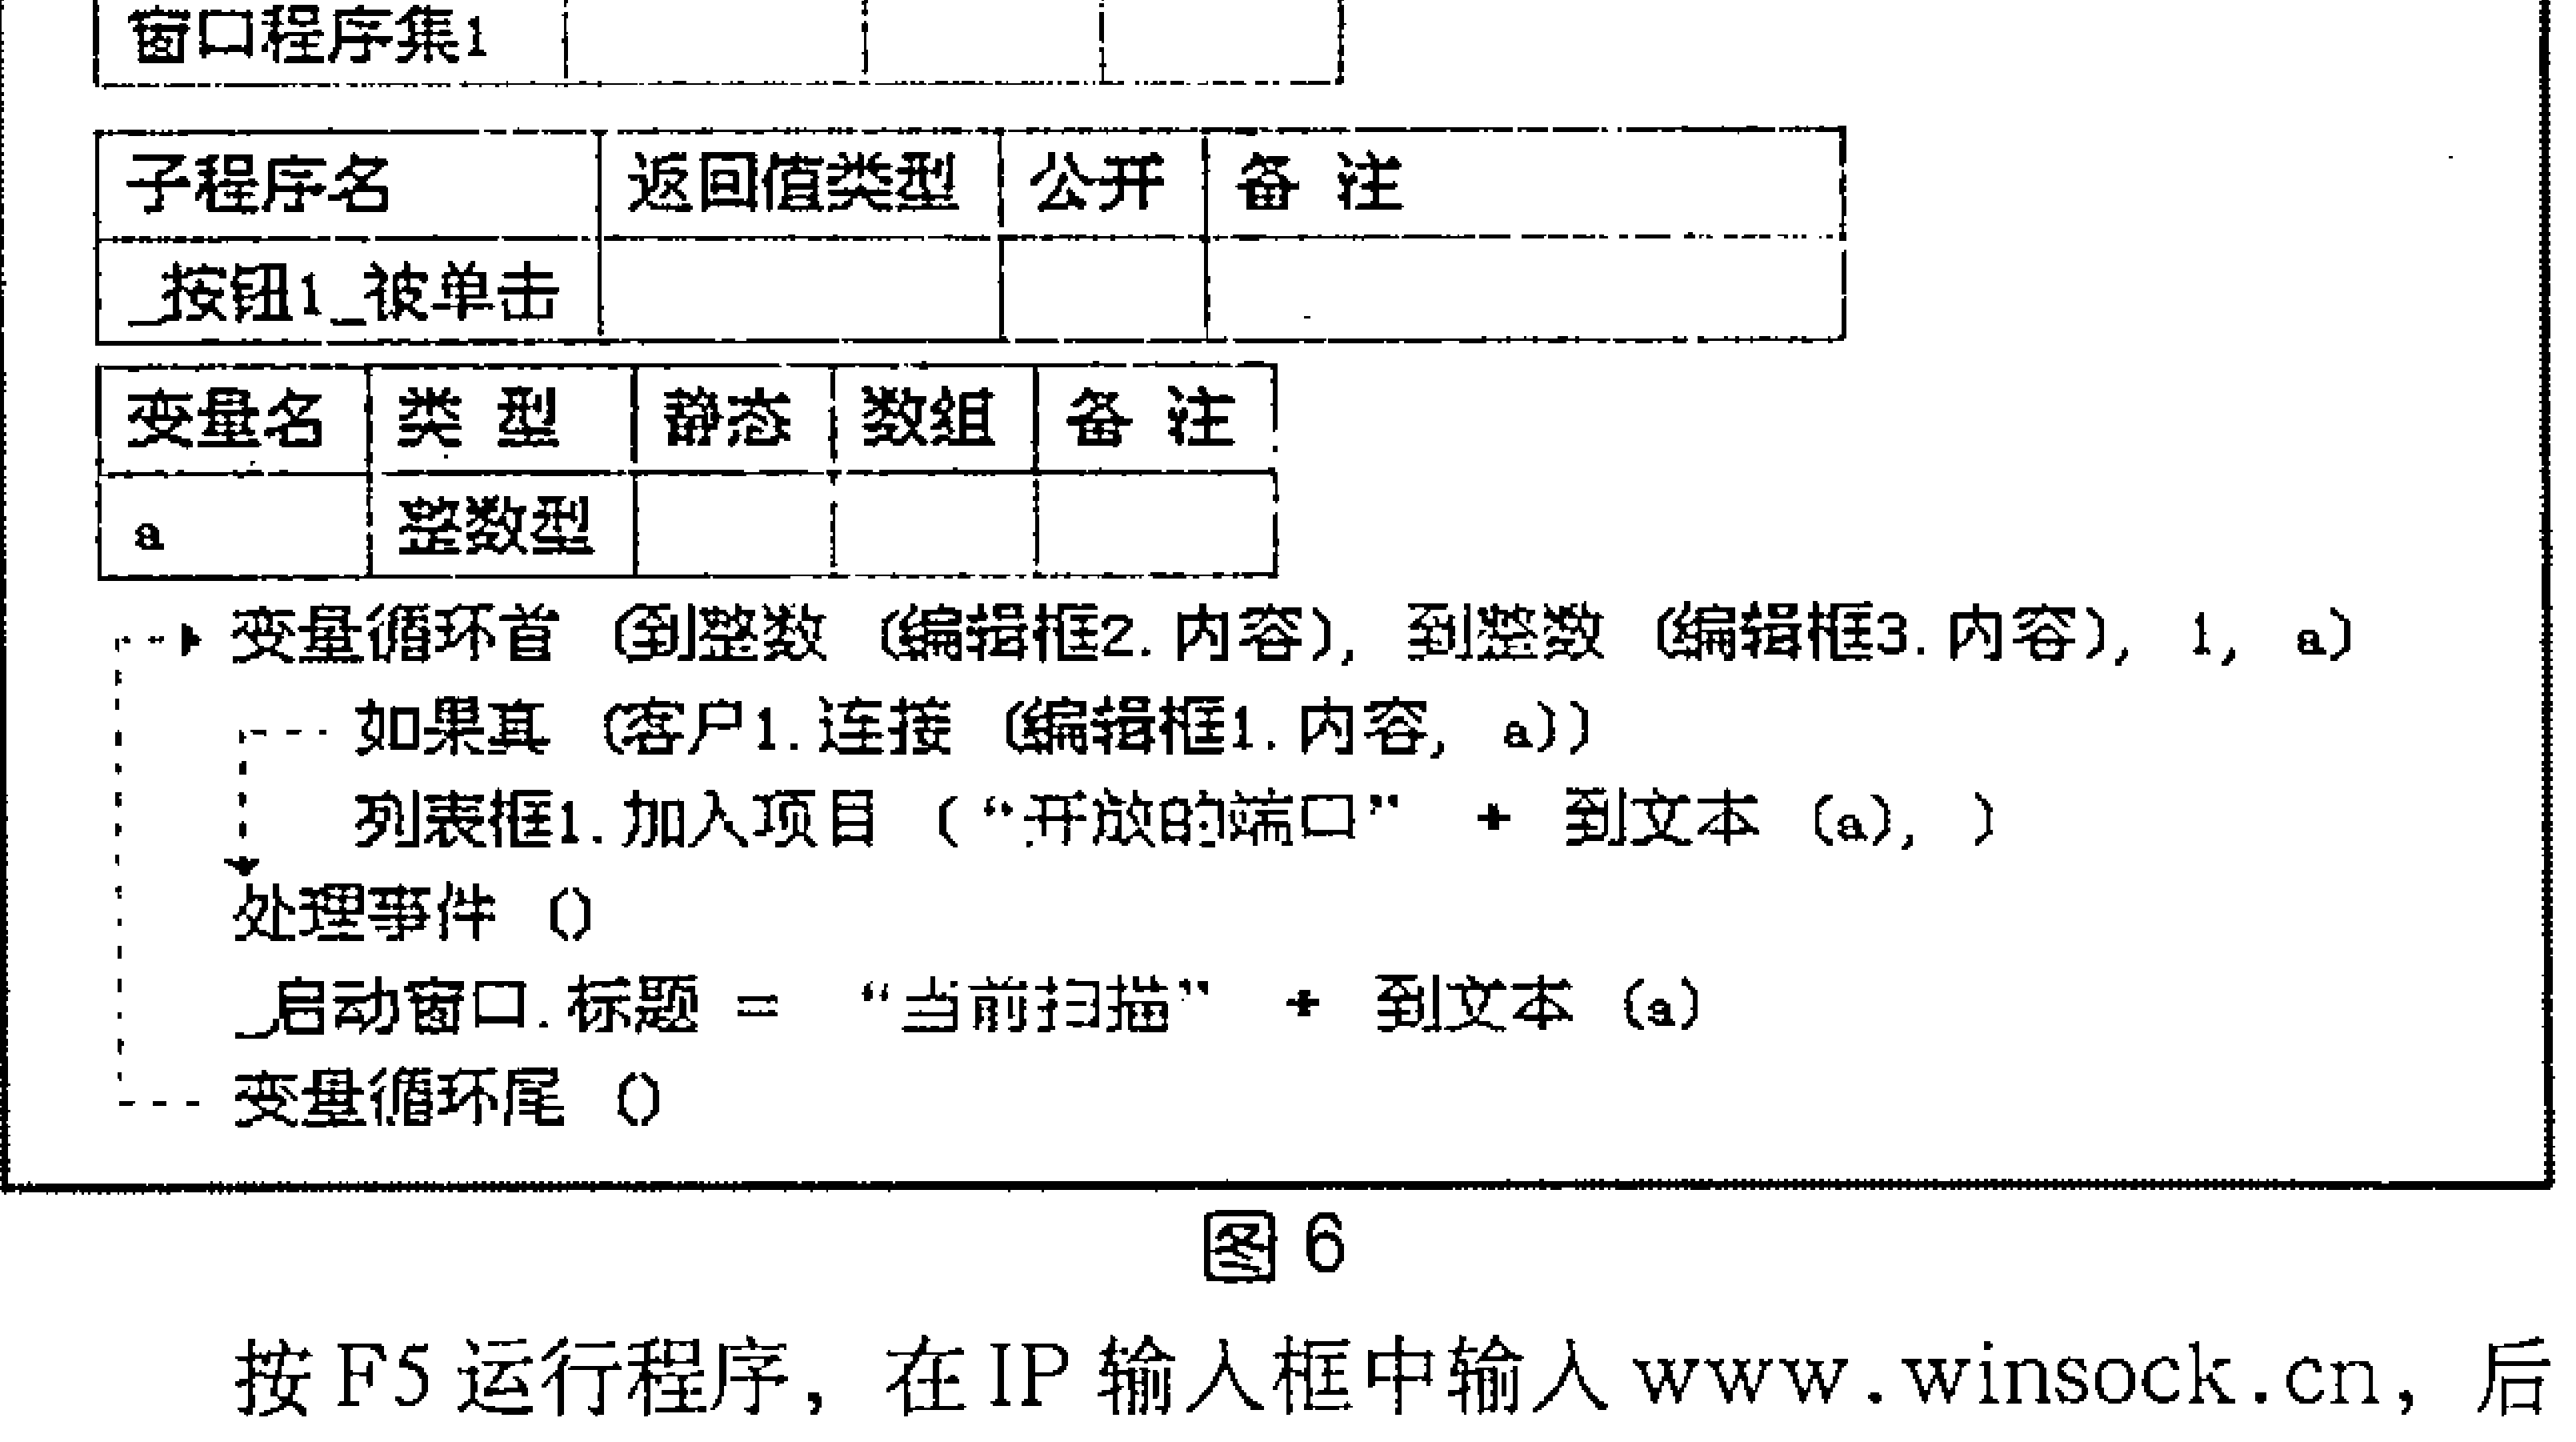 窗口程序集1
子程序名 返回值类型 公开 备 注
_按钮1_被单击
变量名 类 型 静态 数组 备 注
a 整数型
变量循环首 (到整数 (编辑框2.内容), 到整数 (编辑框3.内容), 1, a)
如果真 (客户1.连接 (编辑框1.内容, a))
列表框1.加入项目 (“开放的端口” + 到文本 (a), )
处理事件 ()
_启动窗口.标题 = “当前扫描” + 到文本 (a)
变量循环尾 ()
图 6
按 F5 运行程序, 在 IP 输入框中输入 www.winsock.cn, 后